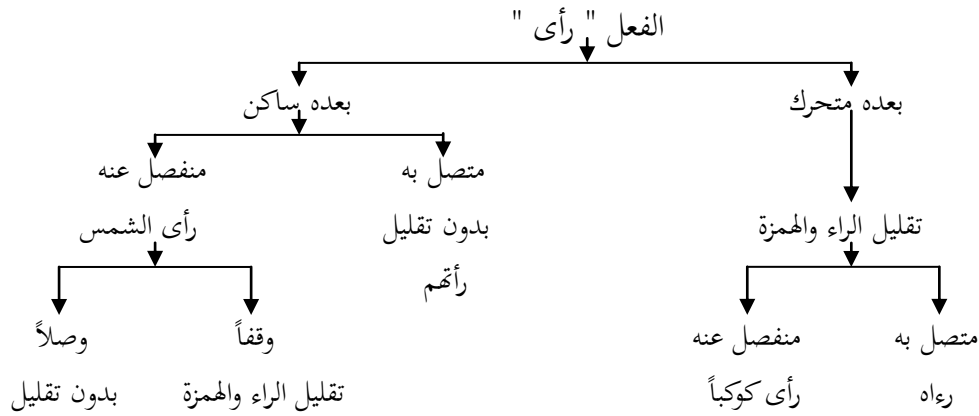 الفعل " رأى "
بعده متحرك
بعده ساكن
متصل به
منفصل عنه
تقليل الراء والهمزة
بدون تقليل
رأى الشمس
رأتهم
متصل به
منفصل عنه
وقفاً
وصلاً
رءاه
رأى كوكباً
تقليل الراء والهمزة
بدون تقليل